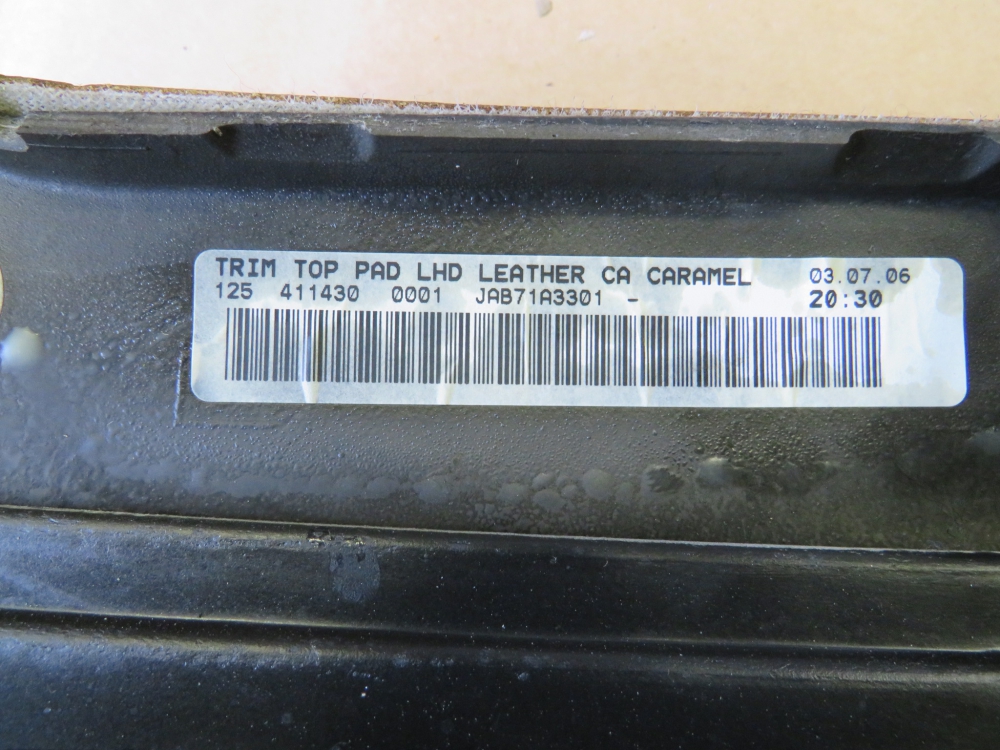 TRIM TOP PAD LHD LEATHER CA CARAMEL 03.07.06
125 411430 0001 JAB71A3301 - 20:30